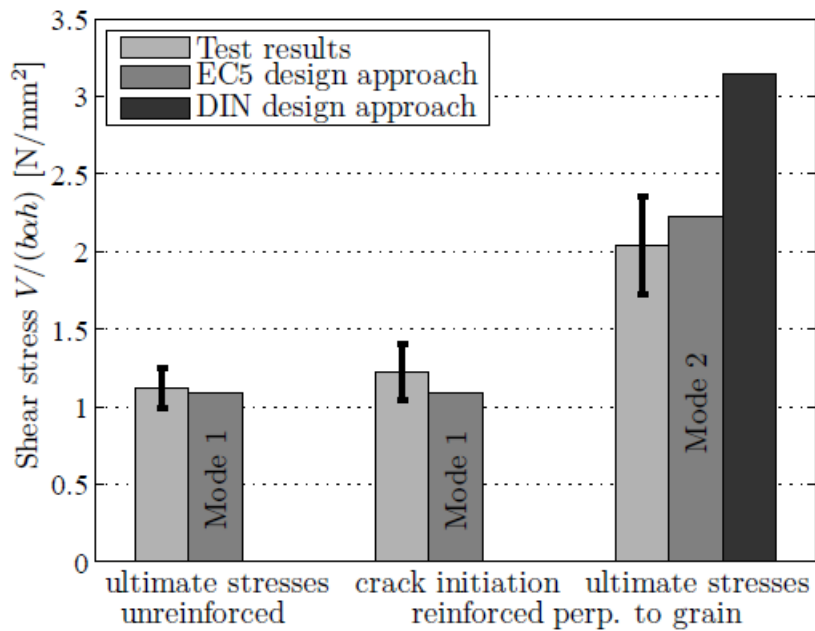 Shear stress V/(bαh) [N/mm²]
3.5
3
2.5
2
1.5
1
0.5
0
Test results
EC5 design approach
DIN design approach
Mode 1
Mode 1
Mode 2
ultimate stresses
unreinforced
crack initiation
ultimate stresses
reinforced perp. to grain